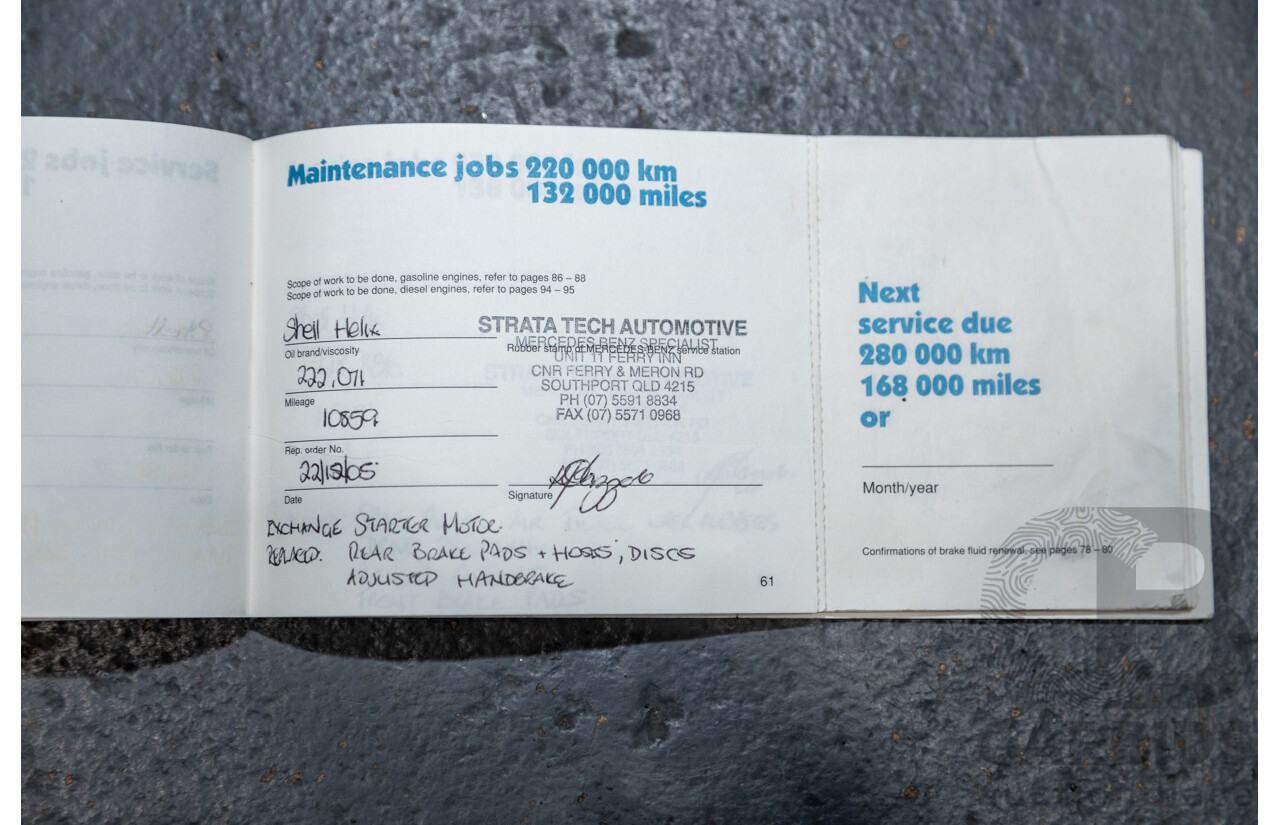 Maintenance jobs 220 000 km
132 000 miles
Scope of work to be done, gasoline engines, refer to pages 86 – 88
Scope of work to be done, diesel engines, refer to pages 94 – 95
Shell Helix
Oil brand/viscosity
222,071
Mileage
10859
Rep. order No.
Date
STRATA TECH AUTOMOTIVE
MERCEDES-BENZ SPECIALIST
Rubber stamp of MERCEDES-BENZ service station
UNIT 11 FERRY INN
CNR FERRY & MERON RD
SOUTHPORT QLD 4215
PH (07) 5591 8834
FAX (07) 5571 0968
Signature
EXCHANGE STARTER MOTOR.
REPLACED. REAR BRAKE PADS + HOSES, DISCS
ADJUSTED HANDBRAKE
61
Next
service due
280 000 km
168 000 miles
or
Month/year
Confirmations of brake fluid renewal, see pages 78 – 80